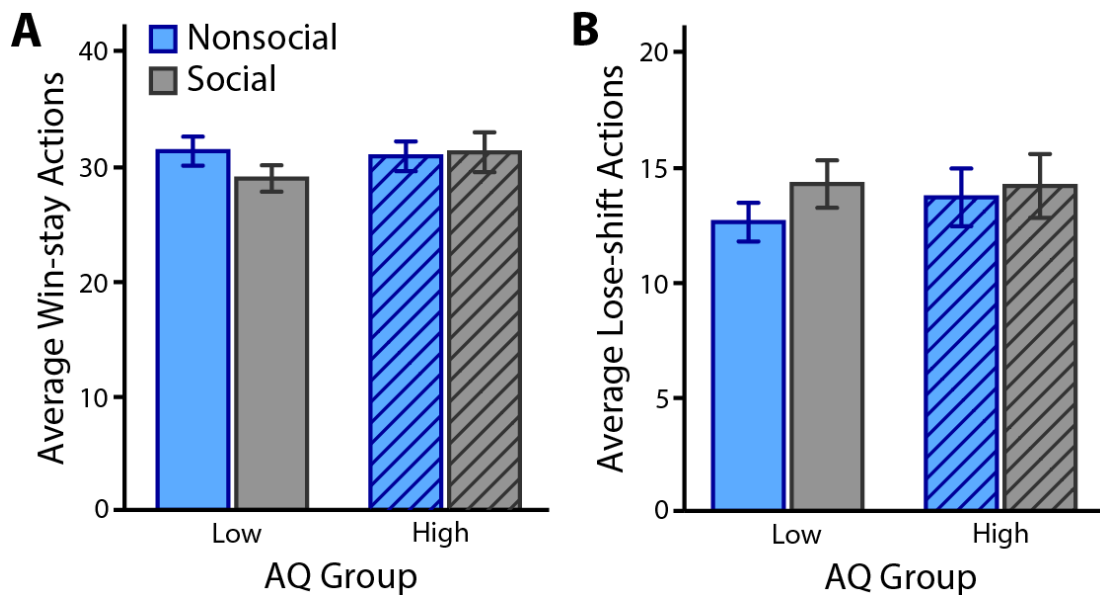 A
Average Win-stay Actions
40
30
20
10
0
Nonsocial
Social
Low
High
AQ Group
B
Average Lose-shift Actions
20
15
10
5
0
Low
High
AQ Group